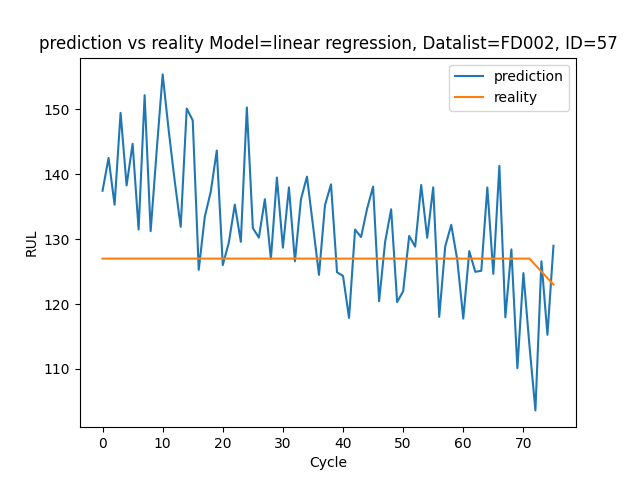 prediction vs reality Model=linear regression, Datalist=FD002, ID=57
prediction
reality
RUL
150
140
130
120
110
0 10 20 30 40 50 60 70
Cycle